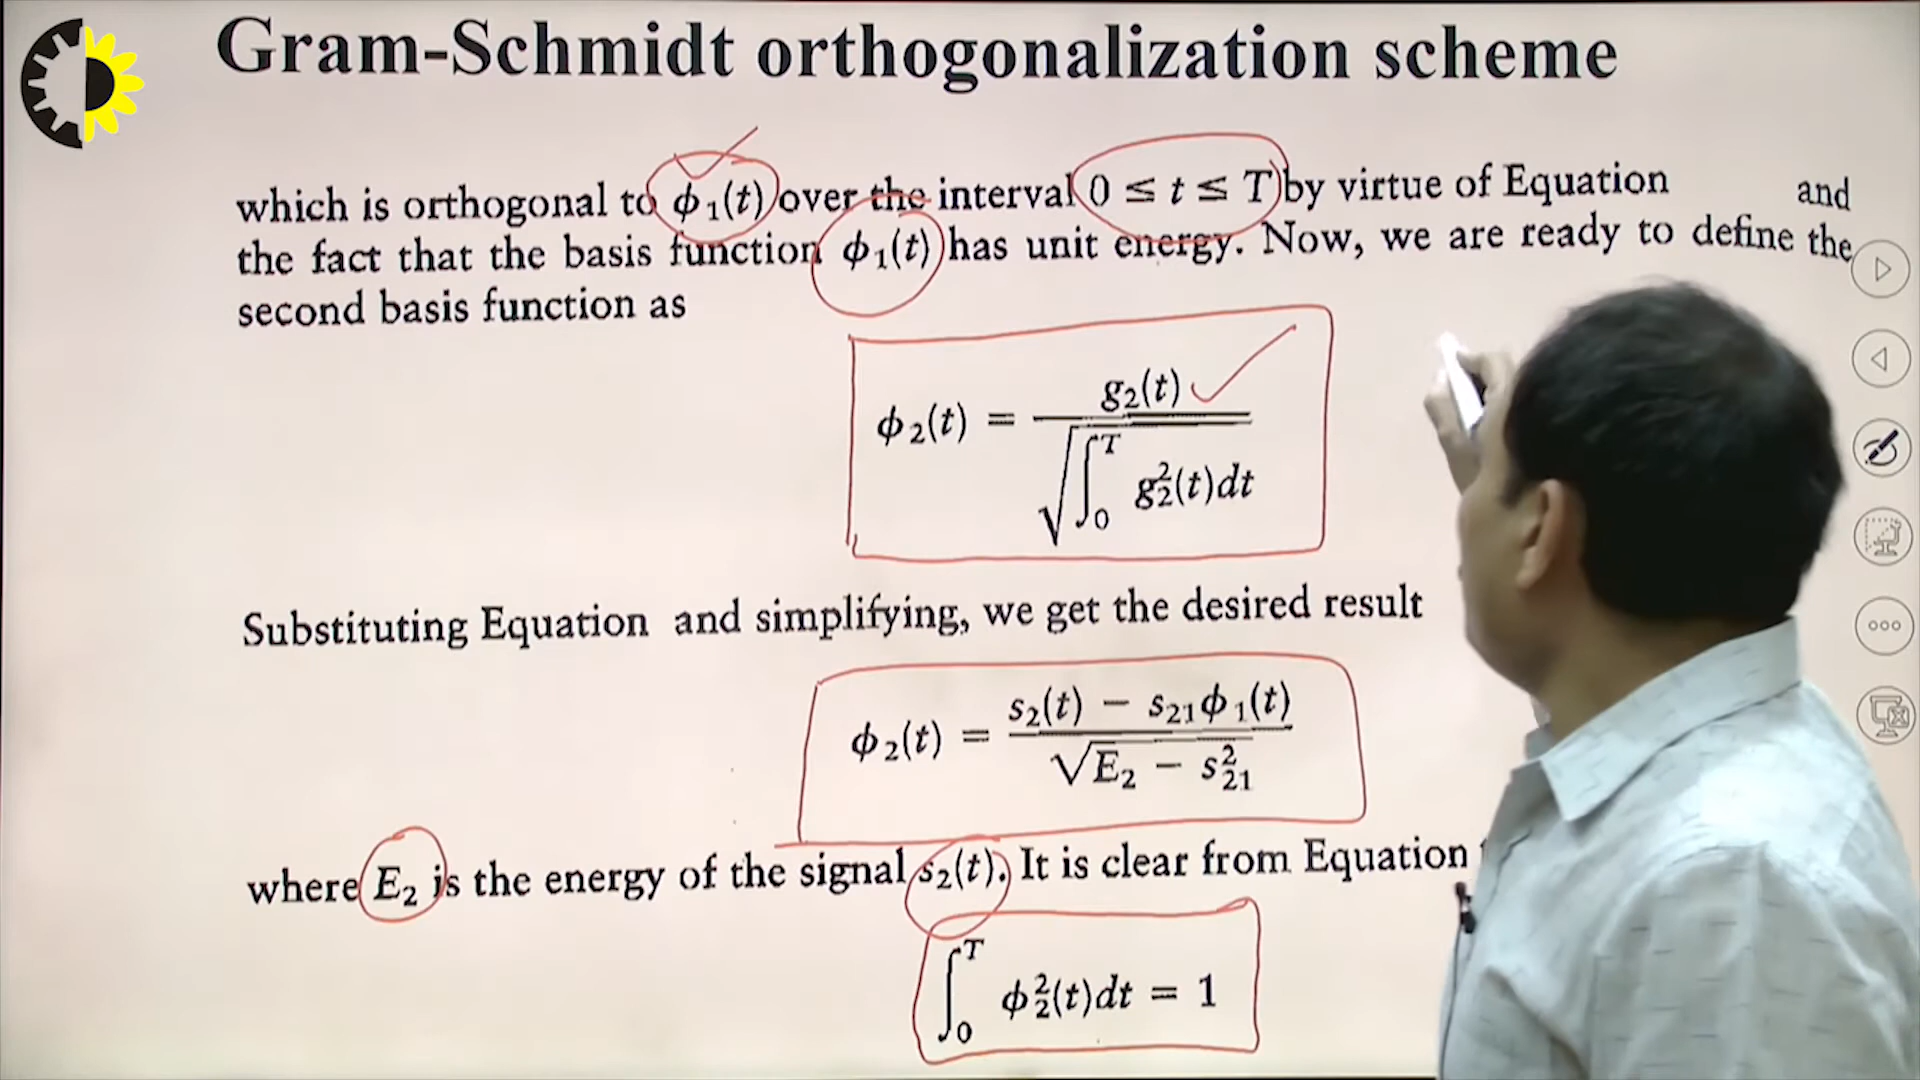 Gram-Schmidt orthogonalization scheme
which is orthogonal to ϕ₁(t) over the interval 0 ≤ t ≤ T by virtue of Equation and
the fact that the basis function ϕ₁(t) has unit energy. Now, we are ready to define the
second basis function as
ϕ₂(t) = g₂(t) / √(∫₀ᵀ g₂²(t)dt)
Substituting Equation and simplifying, we get the desired result
ϕ₂(t) = (s₂(t) − s₂₁ϕ₁(t)) / √(E₂ − s₂₁²)
where E₂ is the energy of the signal s₂(t). It is clear from Equation
∫₀ᵀ ϕ₂²(t)dt = 1